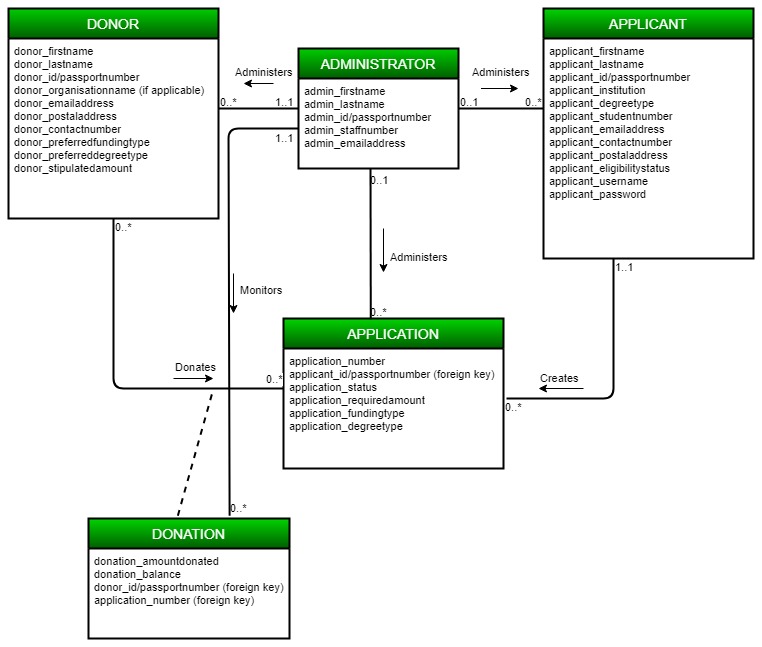 DONOR
donor_firstname
donor_lastname
donor_id/passportnumber
donor_organisationname (if applicable)
donor_emailaddress
donor_postaladdress
donor_contactnumber
donor_preferredfundingtype
donor_preferreddegreetype
donor_stipulatedamount
0..*
Administers
0..*
1..1
1..1
ADMINISTRATOR
admin_firstname
admin_lastname
admin_id/passportnumber
admin_staffnumber
admin_emailaddress
0..1
Administers
0..1
0..*
APPLICANT
applicant_firstname
applicant_lastname
applicant_id/passportnumber
applicant_institution
applicant_degreetype
applicant_studentnumber
applicant_emailaddress
applicant_contactnumber
applicant_postaladdress
applicant_eligibilitystatus
applicant_username
applicant_password
1..1
Administers
Monitors
0..*
APPLICATION
application_number
applicant_id/passportnumber (foreign key)
application_status
application_requiredamount
application_fundingtype
application_degreetype
Donates
0..*
Creates
0..*
0..*
DONATION
donation_amountdonated
donation_balance
donor_id/passportnumber (foreign key)
application_number (foreign key)